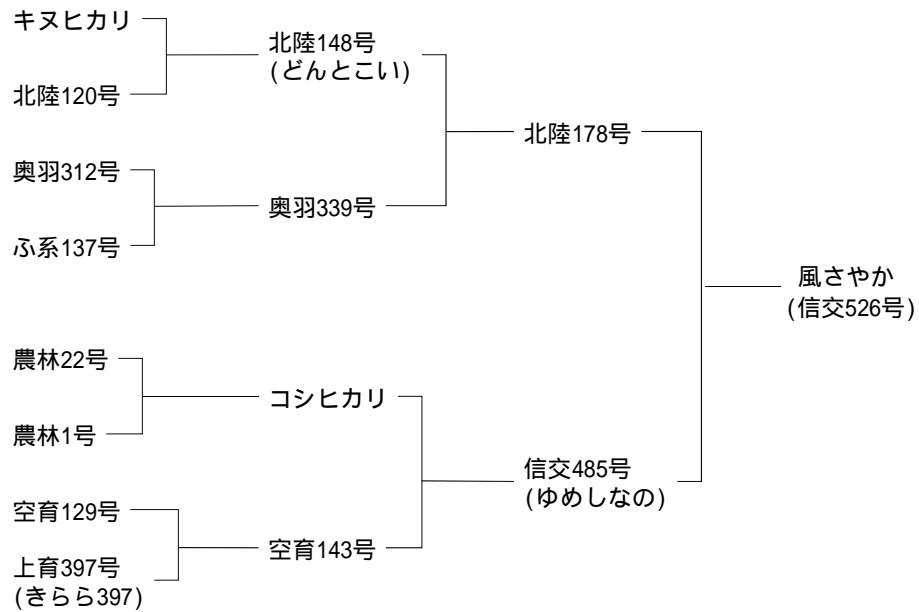 キヌヒカリ
北陸120号
奥羽312号
ふ系137号
農林22号
農林1号
空育129号
上育397号
(きらら397)
北陸148号
(どんとこい)
奥羽339号
コシヒカリ
空育143号
北陸178号
信交485号
(ゆめしなの)
風さやか
(信交526号)